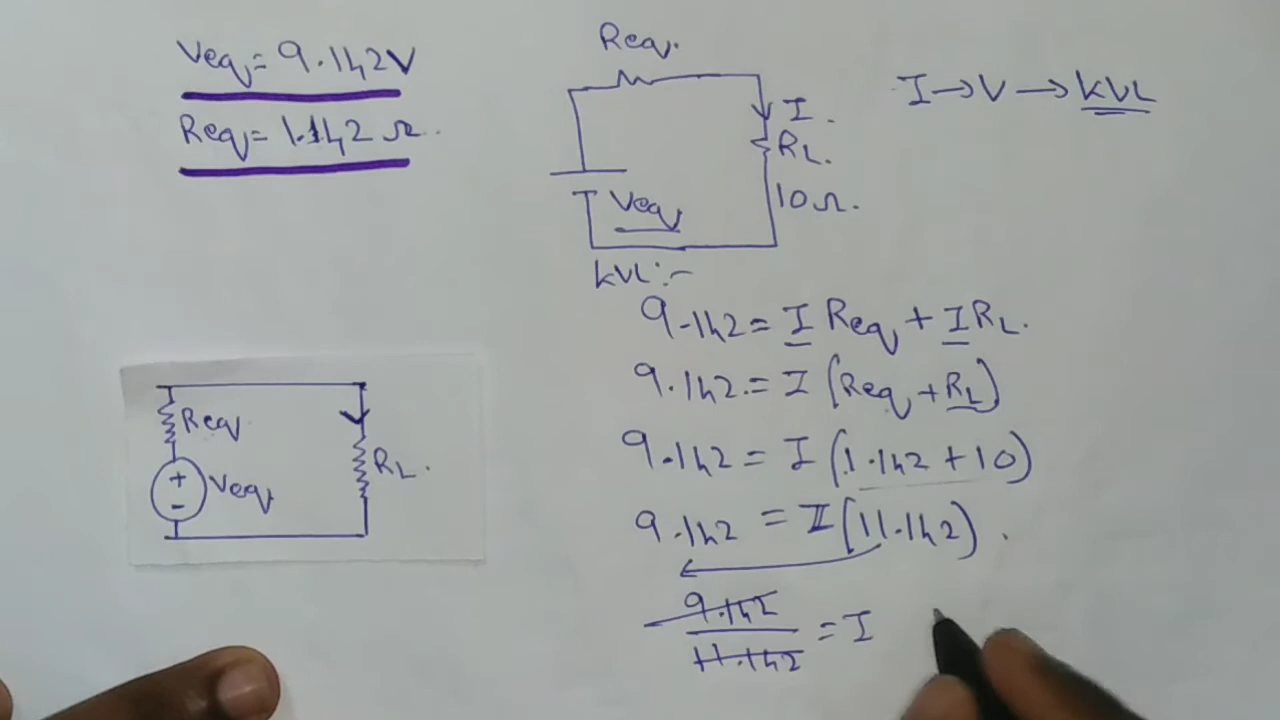 Veq = 9.142V
Req = 1.142 Ω.
Req.
I.
RL.
10Ω.
Veq
I → V → KVL
KVL :-
9.142 = I Req + IRL.
9.142 = I (Req + RL)
9.142 = I (1.142 + 10)
9.142 = I (11.142).
9.142
11.142
= I
Req
+
-
Veq
RL.